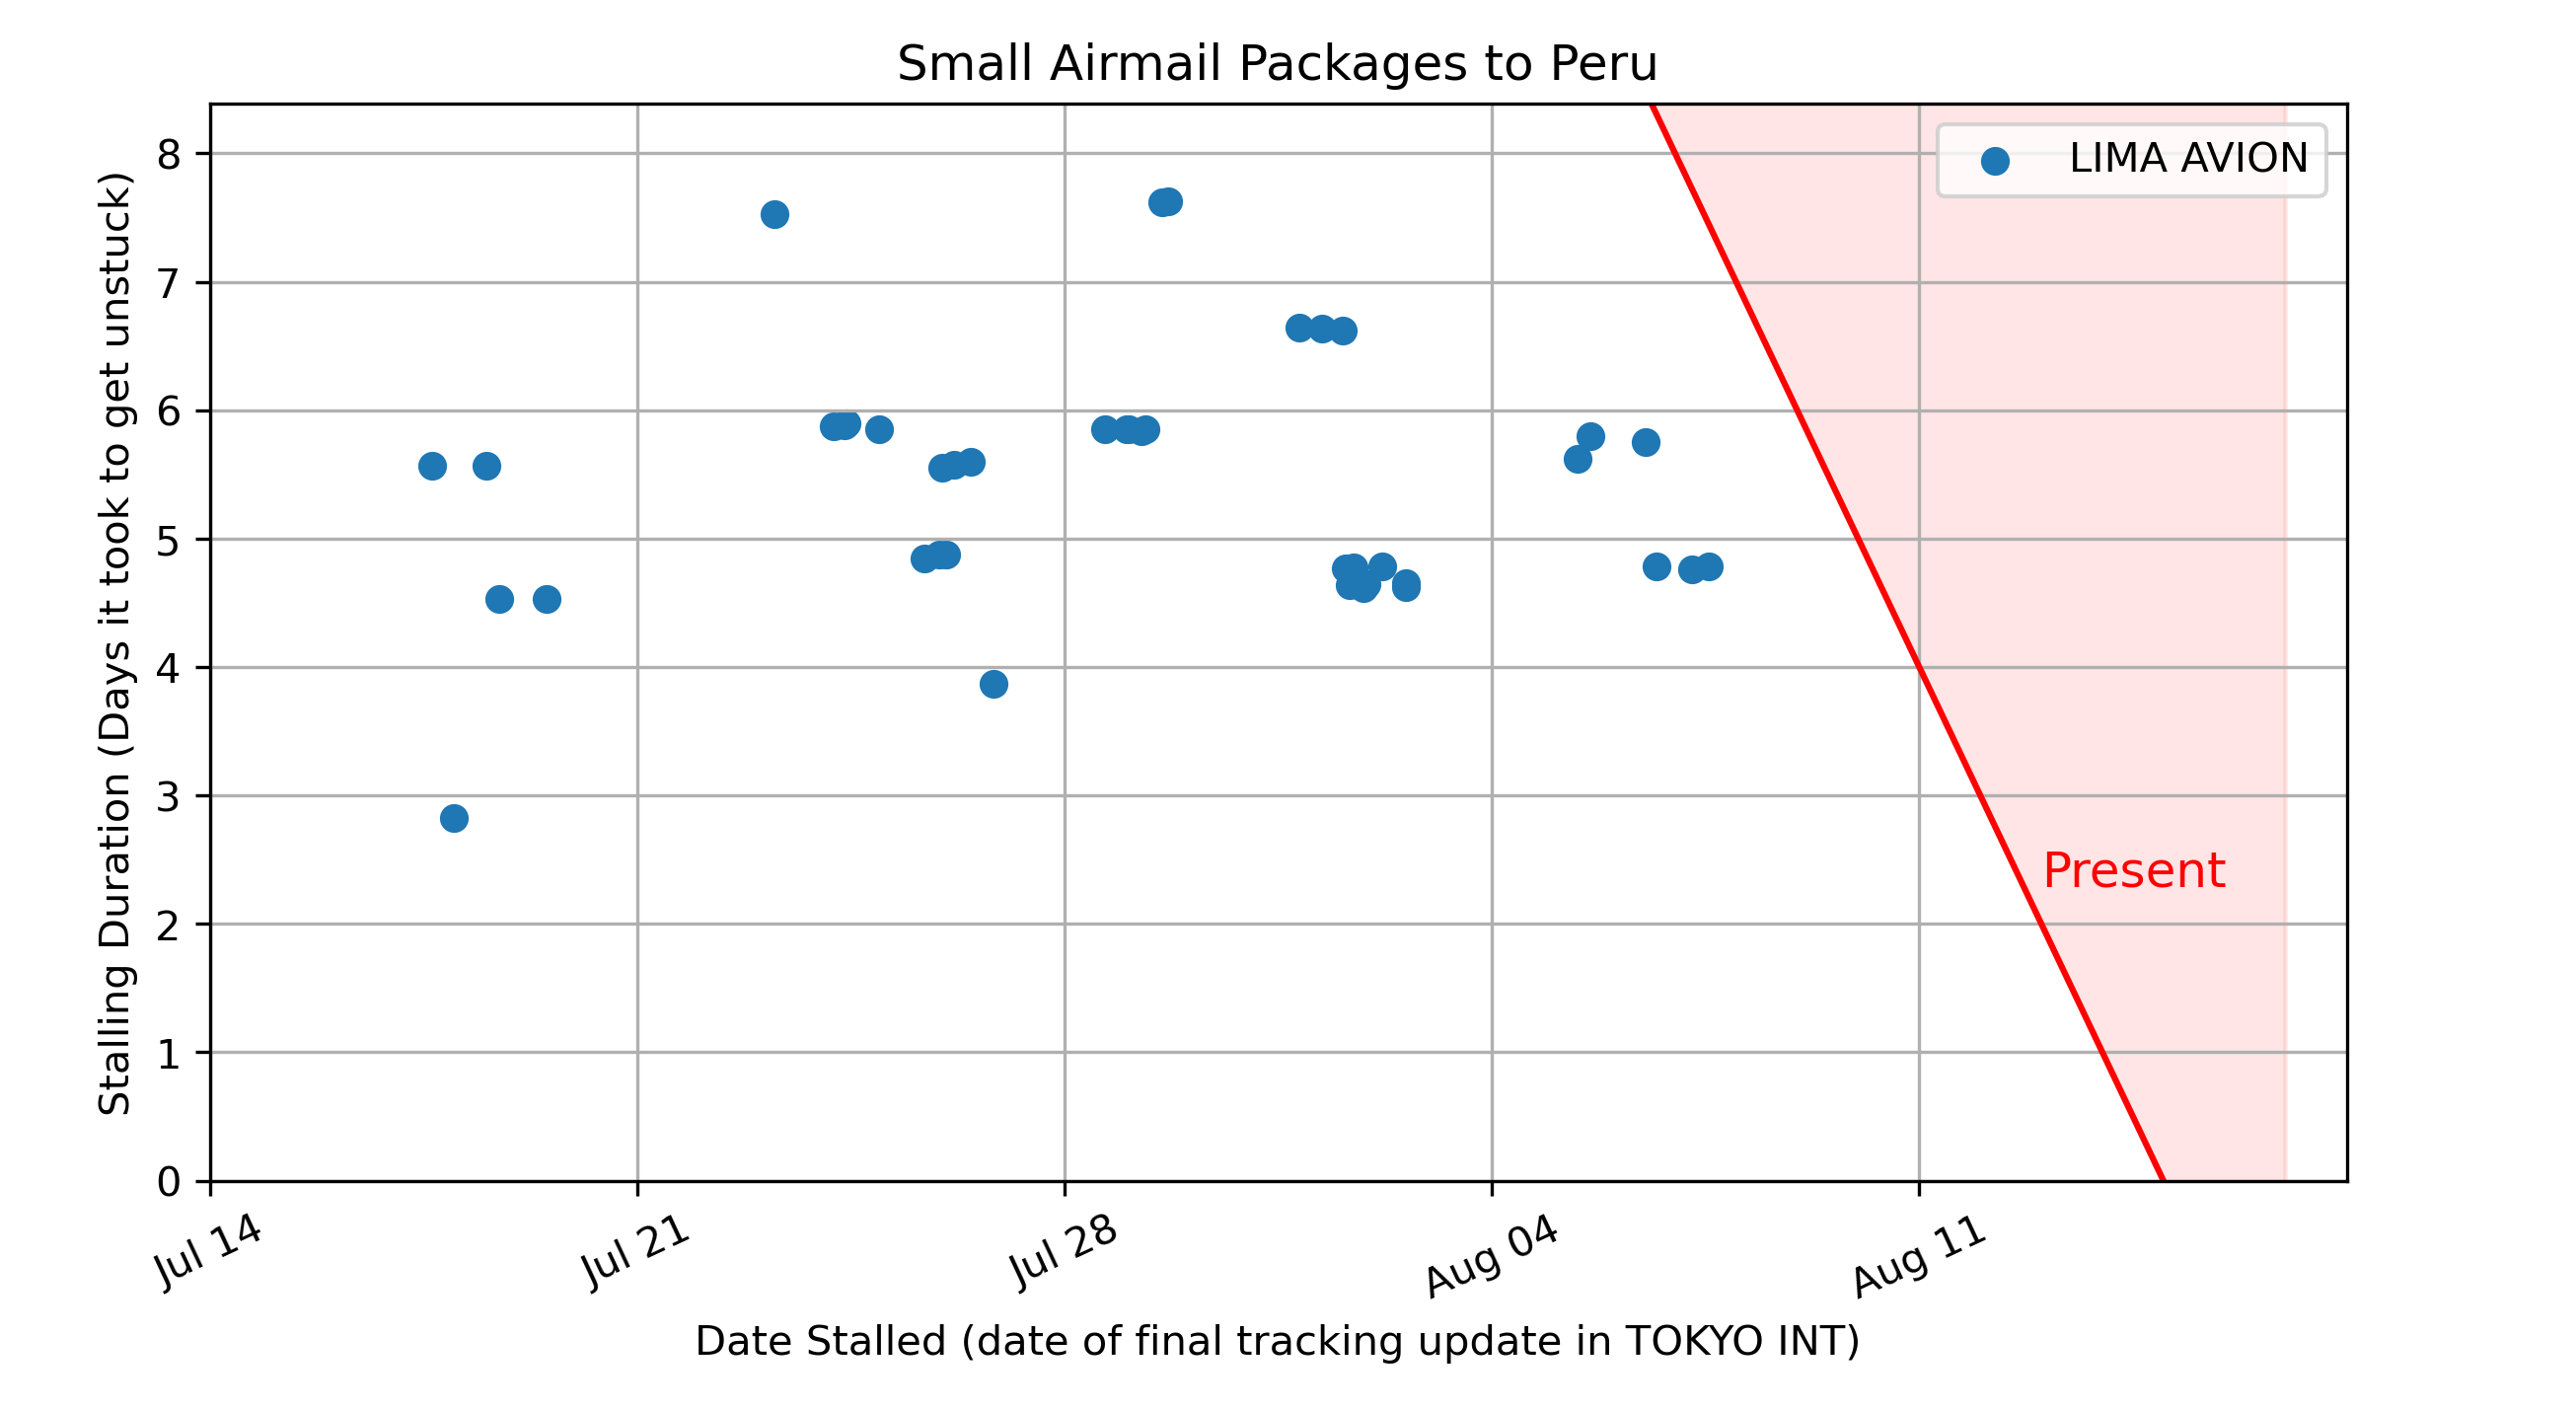 Small Airmail Packages to Peru
LIMA AVION
Stalling Duration (Days it took to get unstuck)
8
7
6
5
4
3
2
1
0
Present
Jul 14
Jul 21
Jul 28
Aug 04
Aug 11
Date Stalled (date of final tracking update in TOKYO INT)